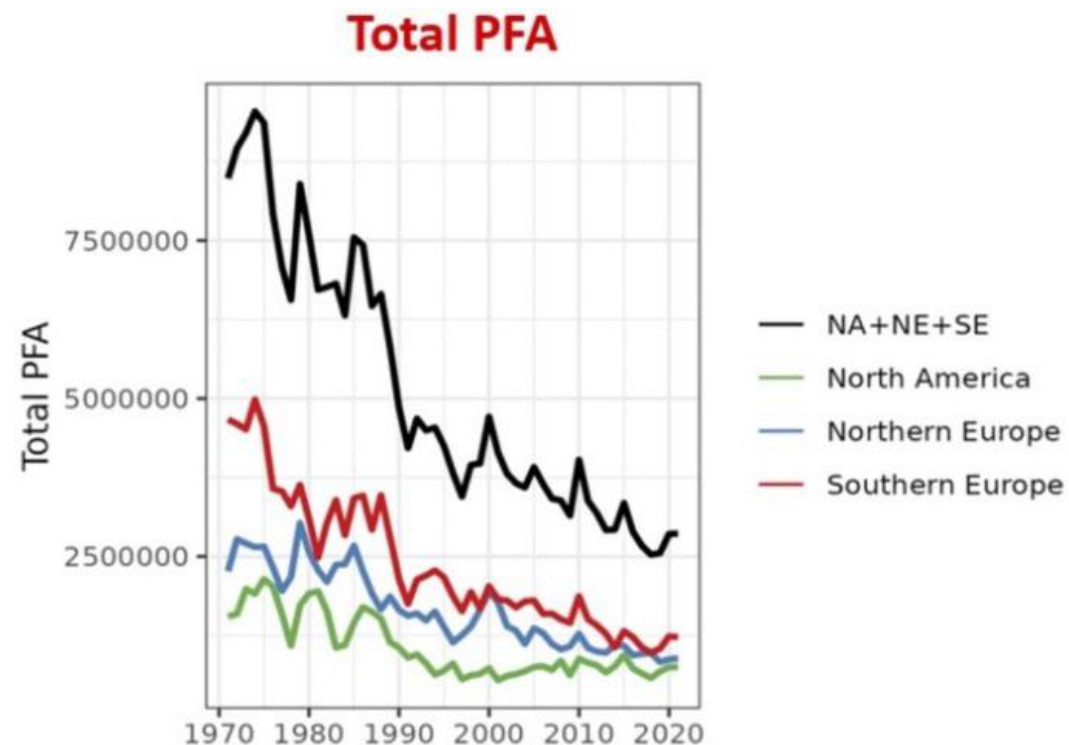 Total PFA
Total PFA
7500000
5000000
2500000
1970 1980 1990 2000 2010 2020
NA+NE+SE
North America
Northern Europe
Southern Europe